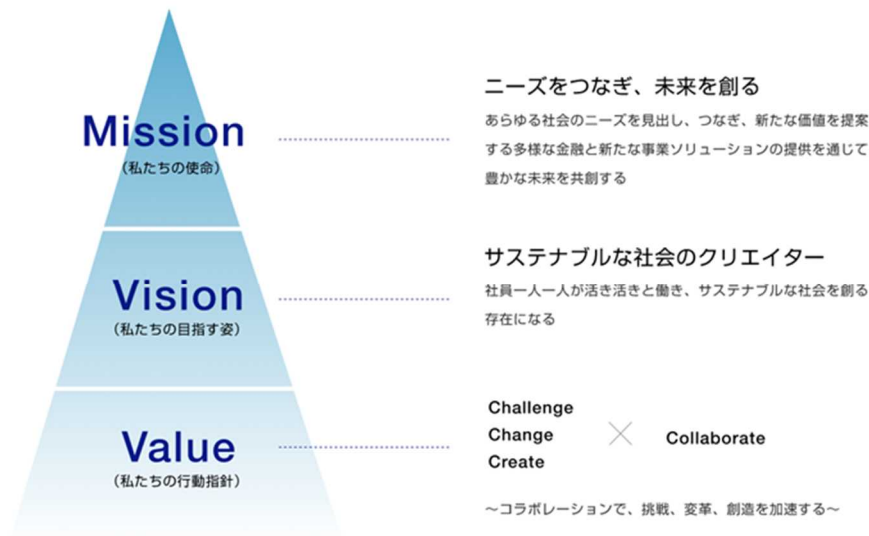 Mission
(私たちの使命)
ニーズをつなぎ、未来を創る
あらゆる社会のニーズを見出し、つなぎ、新たな価値を提案
する多様な金融と新たな事業ソリューションの提供を通じて
豊かな未来を共創する
Vision
(私たちの目指す姿)
サステナブルな社会のクリエイター
社員一人一人が活き活きと働き、サステナブルな社会を創る
存在になる
Value
(私たちの行動指針)
Challenge
Change
Create
×
Collaborate
～コラボレーションで、挑戦、変革、創造を加速する～